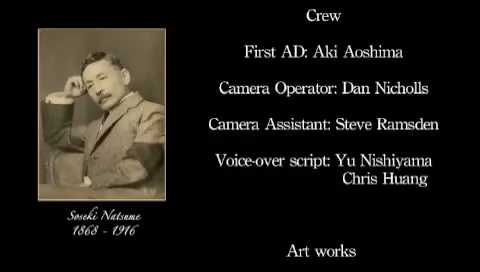 Crew
First AD: Aki Aoshima
Camera Operator: Dan Nicholls
Camera Assistant: Steve Ramsden
Voice-over script: Yu Nishiyama
Chris Huang
Soseki Natsume
1868 - 1916
Art works